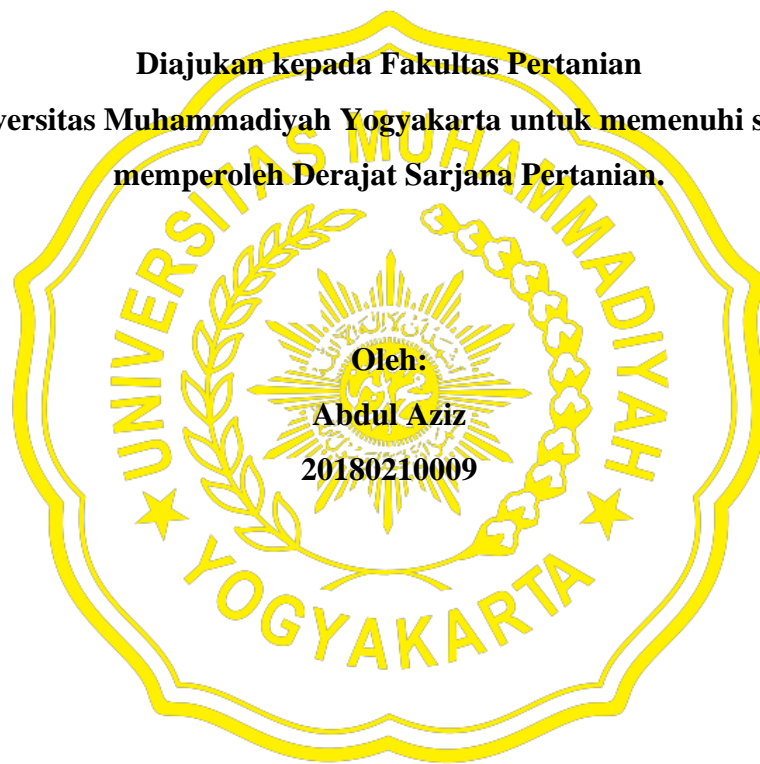 Diajukan kepada Fakultas Pertanian
versitas Muhammadiyah Yogyakarta untuk memenuhi s
memperoleh Derajat Sarjana Pertanian.
UNIVERSITAS MUHAMMADIYAH
Oleh:
Abdul Aziz
20180210009
★ YOGYAKARTA ★